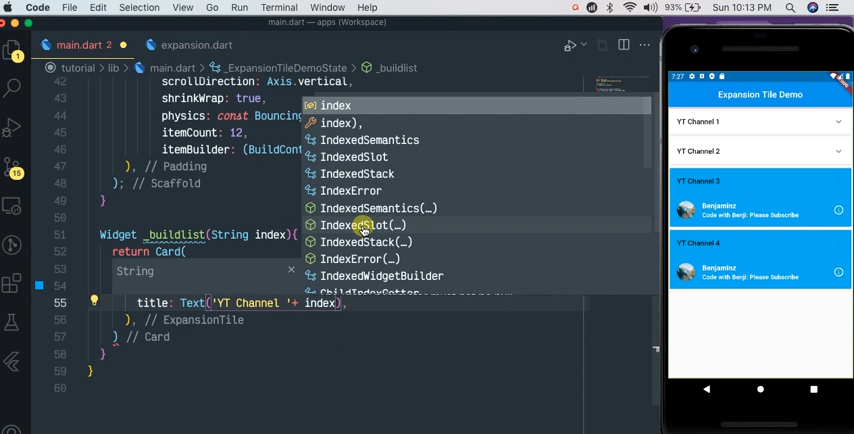 Code File Edit Selection View Go Run Terminal Window Help 93% Sun 10:13 PM
main.dart — apps (Workspace)
main.dart 2 expansion.dart
tutorial > lib > main.dart > _ExpansionTileDemoState > _buildlist
42 scrollDirection: Axis.vertical,
43 shrinkWrap: true,
44 physics: const Bouncing
45 itemCount: 12,
46 itemBuilder: (BuildCont
47 ), // Padding
48 ); // Scaffold
49 }
50
51 Widget _buildlist(String index){
52 return Card(
53
54
55 title: Text('YT Channel '+ index),
56 ), // ExpansionTile
57 ) // Card
58 }
59 }
60
index
index),
IndexedSemantics
IndexedSlot
IndexedStack
IndexError
IndexedSemantics(…)
IndexedSlot(…)
IndexedStack(…)
IndexError(…)
IndexedWidgetBuilder
String
1
15
7:27
Expansion Tile Demo
YT Channel 1
YT Channel 2
YT Channel 3
Benjaminz
Code with Benji: Please Subscribe
YT Channel 4
Benjaminz
Code with Benji: Please Subscribe